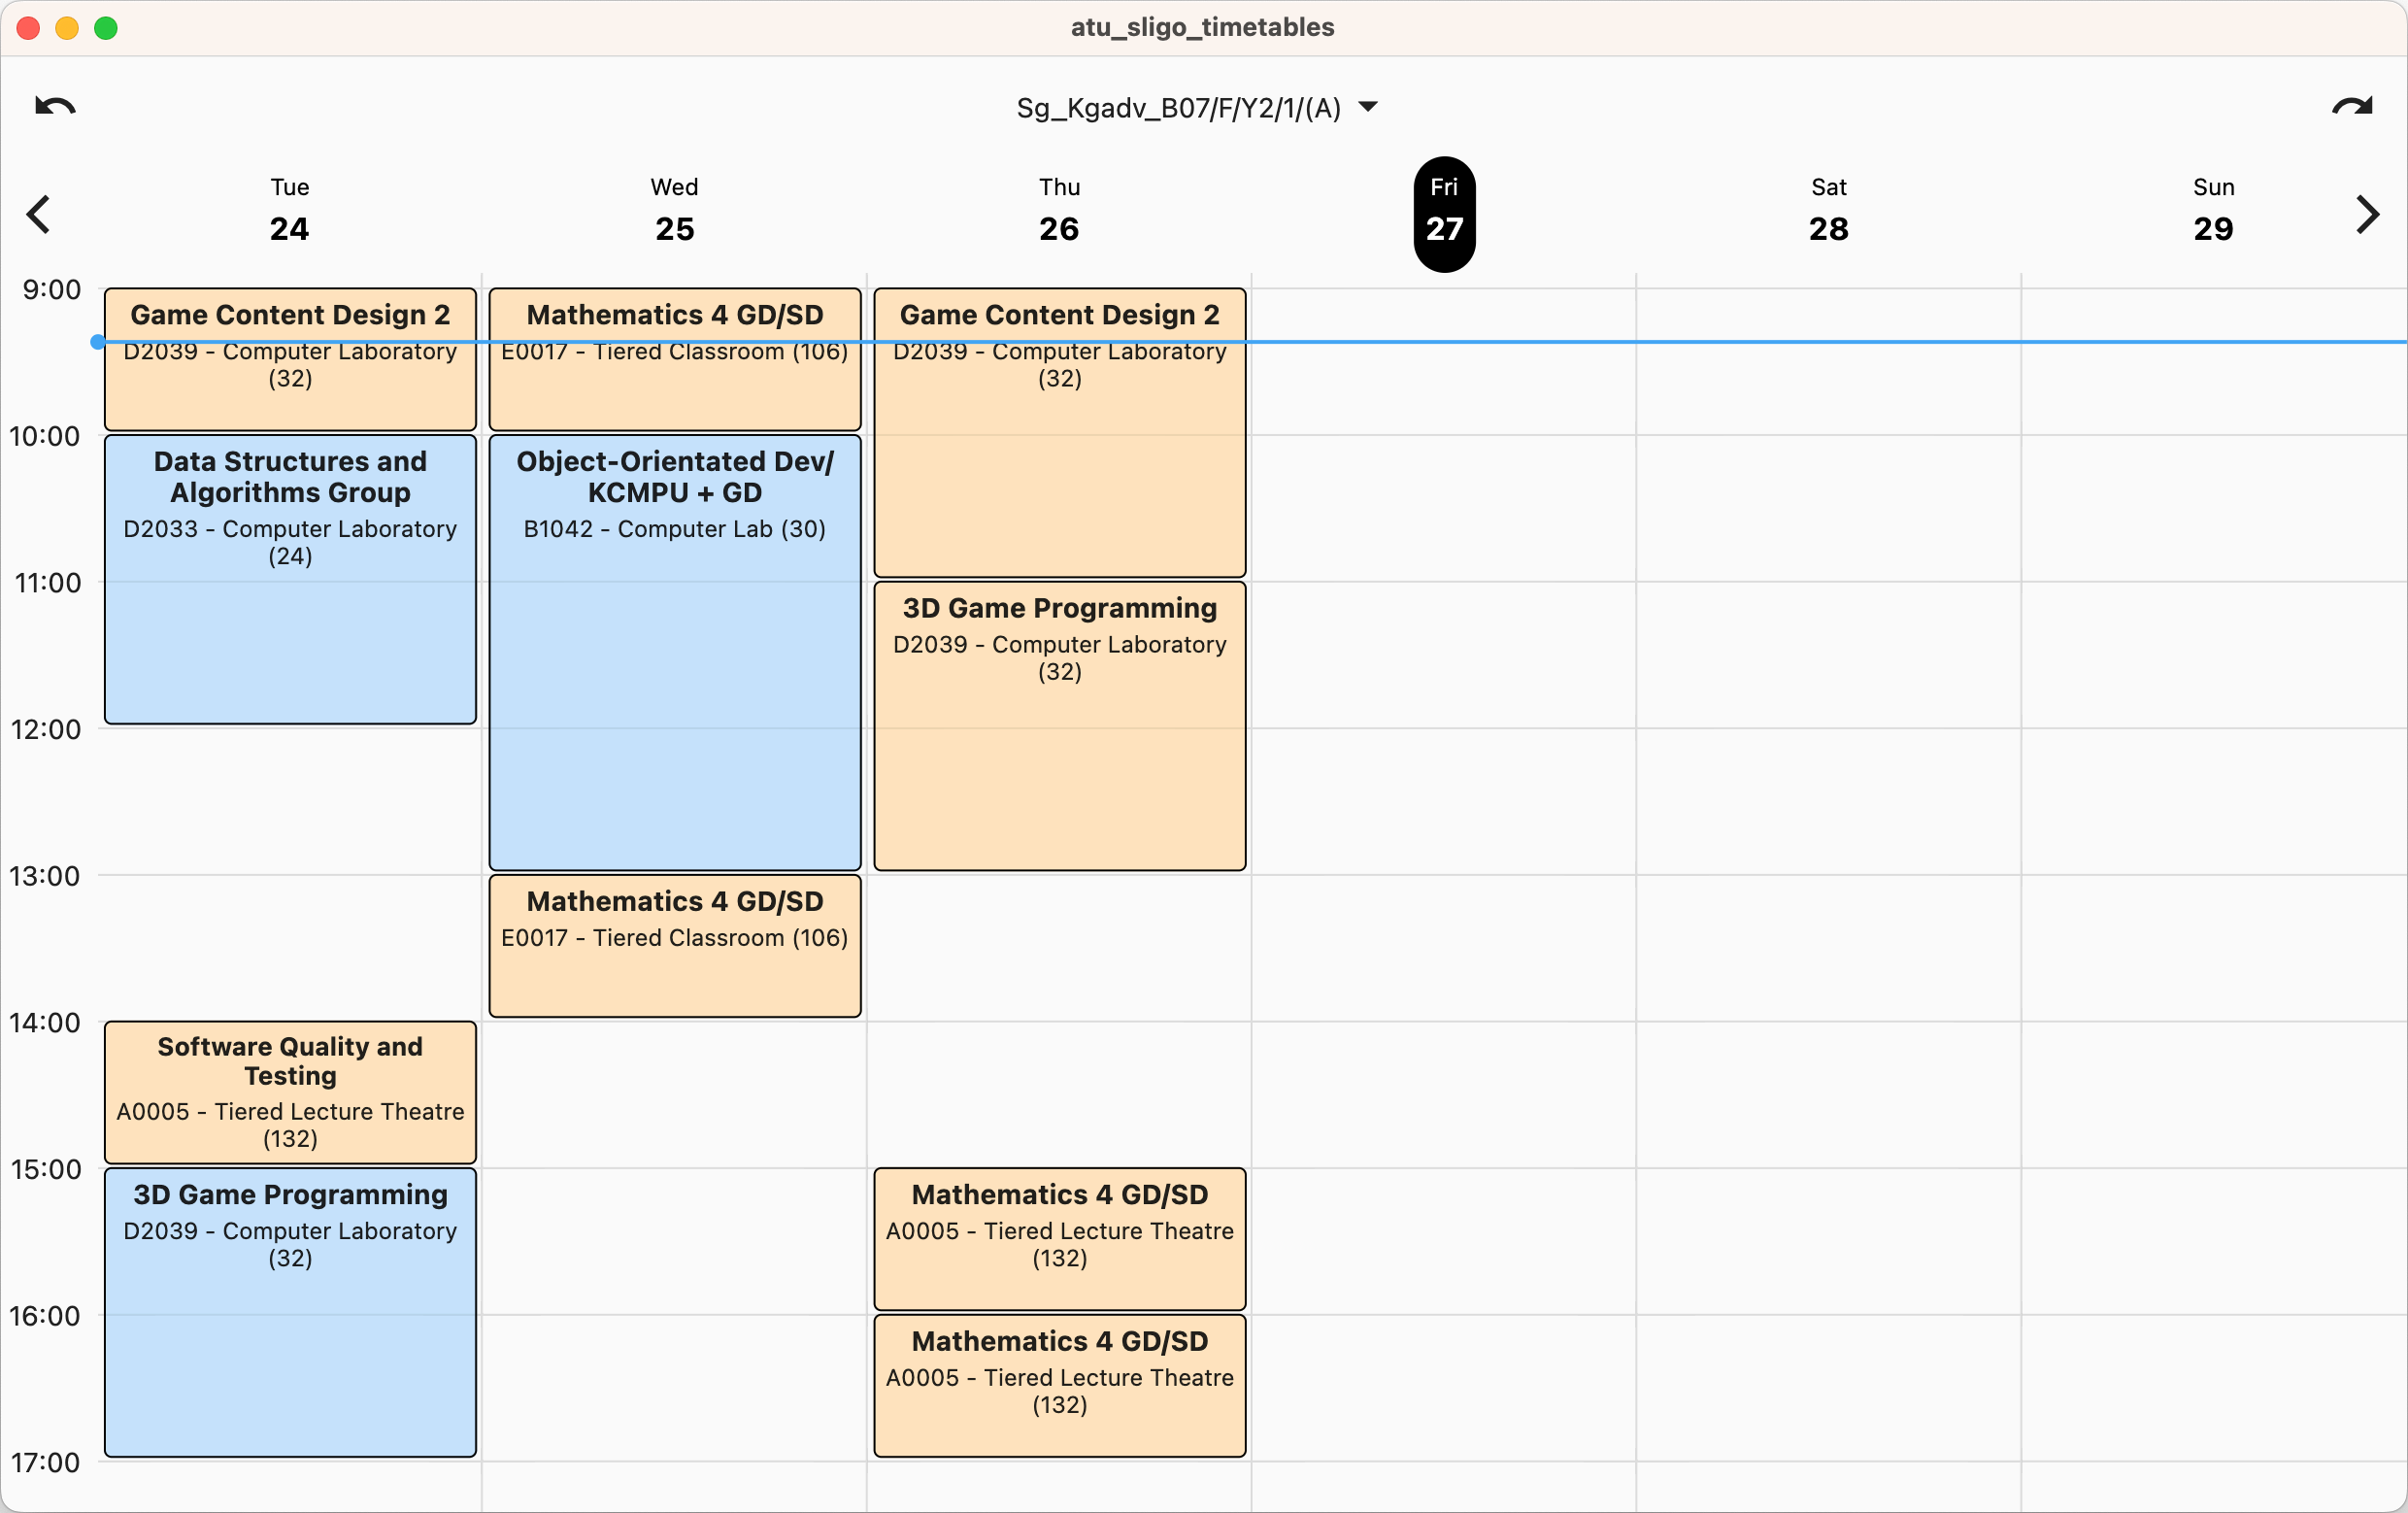 atu_sligo_timetables
Sg_Kgadv_B07/F/Y2/1/(A)
Tue
24
Wed
25
Thu
26
Fri
27
Sat
28
Sun
29
9:00
10:00
11:00
12:00
13:00
14:00
15:00
16:00
17:00
Game Content Design 2
D2039 - Computer Laboratory
(32)
Data Structures and
Algorithms Group
D2033 - Computer Laboratory
(24)
Software Quality and
Testing
A0005 - Tiered Lecture Theatre
(132)
3D Game Programming
D2039 - Computer Laboratory
(32)
Mathematics 4 GD/SD
E0017 - Tiered Classroom (106)
Object-Orientated Dev/
KCMPU + GD
B1042 - Computer Lab (30)
Mathematics 4 GD/SD
E0017 - Tiered Classroom (106)
Game Content Design 2
D2039 - Computer Laboratory
(32)
3D Game Programming
D2039 - Computer Laboratory
(32)
Mathematics 4 GD/SD
A0005 - Tiered Lecture Theatre
(132)
Mathematics 4 GD/SD
A0005 - Tiered Lecture Theatre
(132)